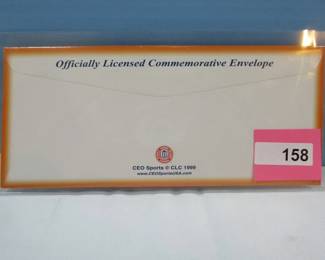 Officially Licensed Commemorative Envelope
CEO Sports © CLC 1999
www.CEOSportsUSA.com
158